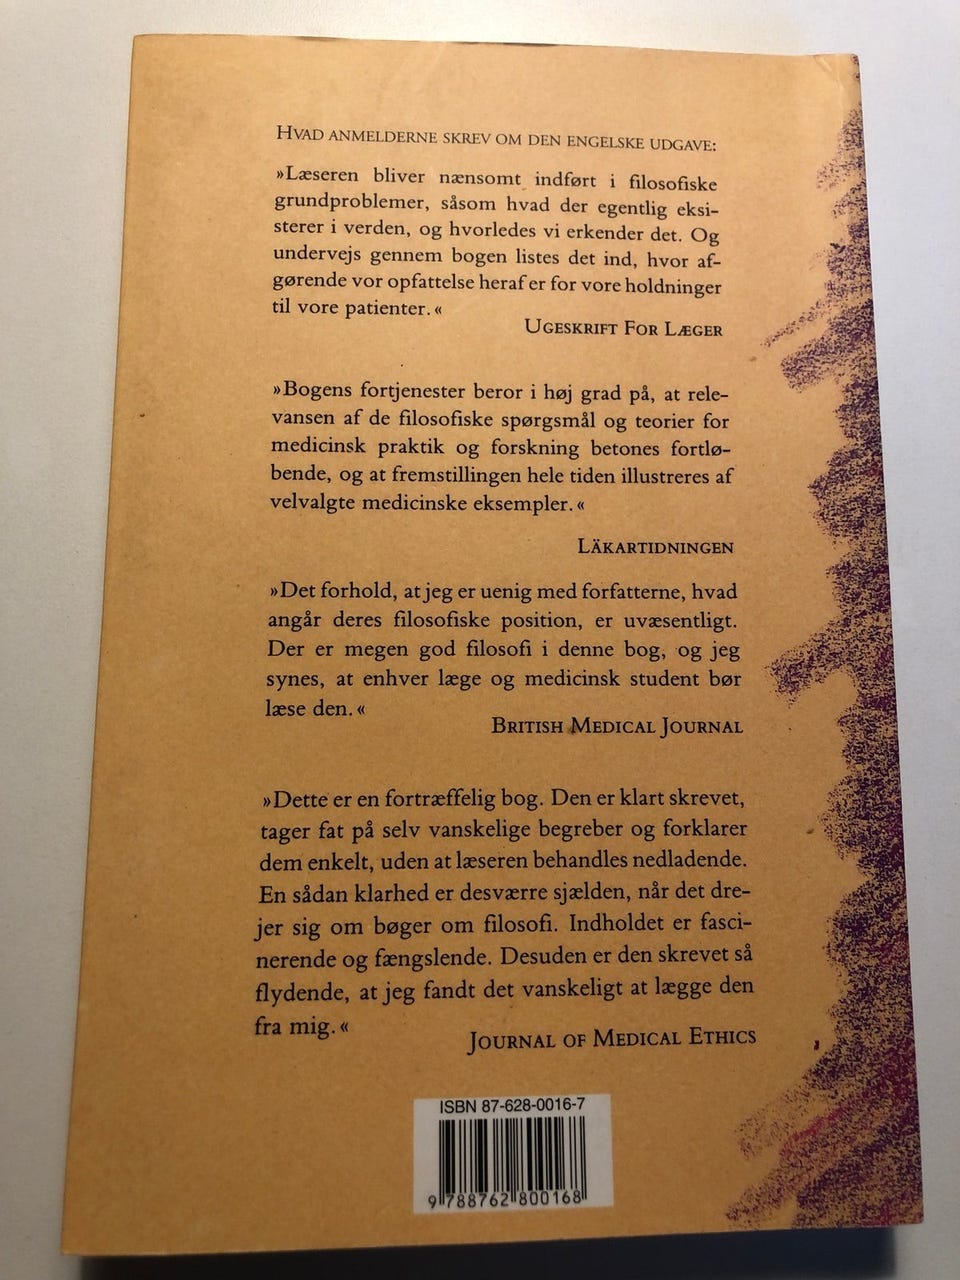 HVAD ANMELDERNE SKREV OM DEN ENGELSKE UDGAVE:
»Læseren bliver nænsomt indført i filosofiske
grundproblemer, såsom hvad der egentlig eksi-
sterer i verden, og hvorledes vi erkender det. Og
undervejs gennem bogen listes det ind, hvor af-
gørende vor opfattelse heraf er for vore holdninger
til vore patienter.«
UGESKRIFT FOR LÆGER
»Bogens fortjenester beror i høj grad på, at rele-
vansen af de filosofiske spørgsmål og teorier for
medicinsk praktik og forskning betones fortlø-
bende, og at fremstillingen hele tiden illustreres af
velvalgte medicinske eksempler.«
LÄKARTIDNINGEN
»Det forhold, at jeg er uenig med forfatterne, hvad
angår deres filosofiske position, er uvæsentligt.
Der er megen god filosofi i denne bog, og jeg
synes, at enhver læge og medicinsk student bør
læse den.«
BRITISH MEDICAL JOURNAL
»Dette er en fortræffelig bog. Den er klart skrevet,
tager fat på selv vanskelige begreber og forklarer
dem enkelt, uden at læseren behandles nedladende.
En sådan klarhed er desværre sjælden, når det dre-
jer sig om bøger om filosofi. Indholdet er fasci-
nerende og fængslende. Desuden er den skrevet så
flydende, at jeg fandt det vanskeligt at lægge den
fra mig.«
JOURNAL OF MEDICAL ETHICS
ISBN 87-628-0016-7
9 788762 800168